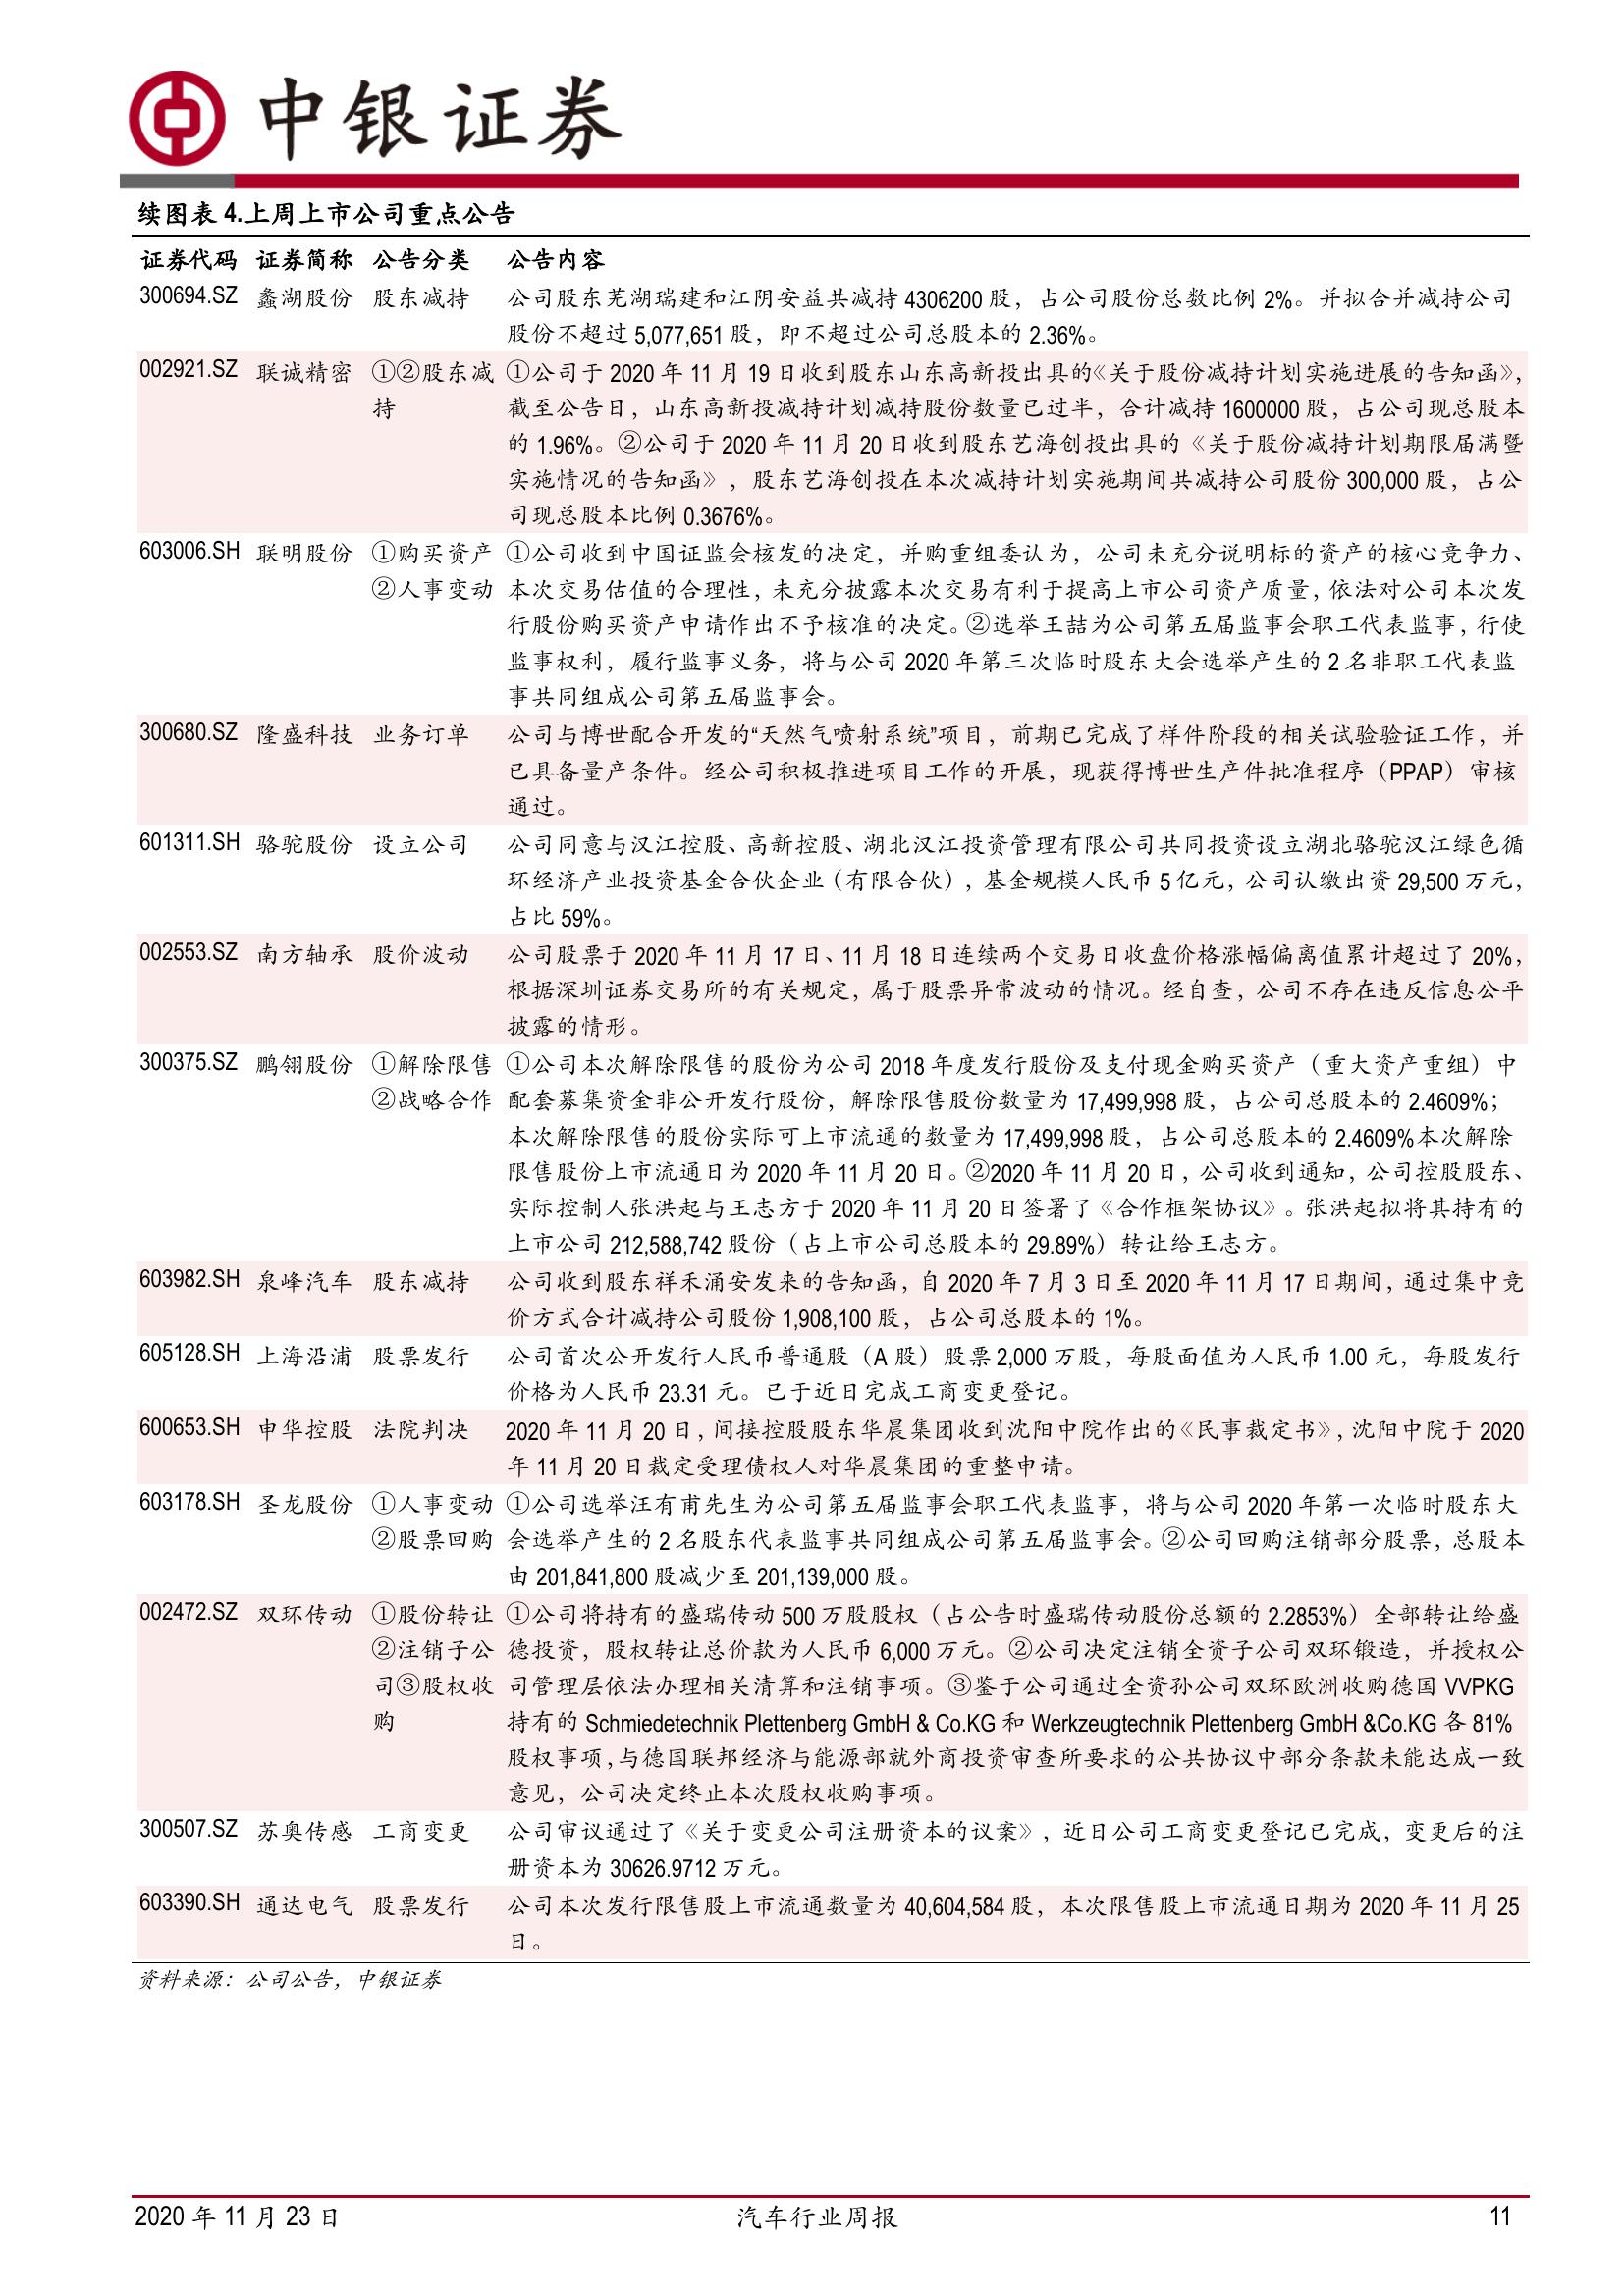 中银证券
续图表 4.上周上市公司重点公告
证券代码 证券简称 公告分类 公告内容
300694.SZ 蠡湖股份 股东减持 公司股东芜湖瑞建和江阴安益共减持 4306200 股，占公司股份总数比例 2%。并拟合并减持公司
股份不超过 5,077,651 股，即不超过公司总股本的 2.36%。
002921.SZ 联诚精密 ①②股东减 ①公司于 2020 年 11 月 19 日收到股东山东高新投出具的《关于股份减持计划实施进展的告知函》，
持 截至公告日，山东高新投减持计划减持股份数量已过半，合计减持 1600000 股，占公司现总股本
的 1.96%。②公司于 2020 年 11 月 20 日收到股东艺海创投出具的《关于股份减持计划期限届满暨
实施情况的告知函》，股东艺海创投在本次减持计划实施期间共减持公司股份 300,000 股，占公
司现总股本比例 0.3676%。
603006.SH 联明股份 ①购买资产 ①公司收到中国证监会核发的决定，并购重组委认为，公司未充分说明标的资产的核心竞争力、
②人事变动 本次交易估值的合理性，未充分披露本次交易有利于提高上市公司资产质量，依法对公司本次发
行股份购买资产申请作出不予核准的决定。②选举王喆为公司第五届监事会职工代表监事，行使
监事权利，履行监事义务，将与公司 2020 年第三次临时股东大会选举产生的 2 名非职工代表监
事共同组成公司第五届监事会。
300680.SZ 隆盛科技 业务订单 公司与博世配合开发的“天然气喷射系统”项目，前期已完成了样件阶段的相关试验验证工作，并
已具备量产条件。经公司积极推进项目工作的开展，现获得博世生产件批准程序（PPAP）审核
通过。
601311.SH 骆驼股份 设立公司 公司同意与汉江控股、高新控股、湖北汉江投资管理有限公司共同投资设立湖北骆驼汉江绿色循
环经济产业投资基金合伙企业（有限合伙），基金规模人民币 5 亿元，公司认缴出资 29,500 万元，
占比 59%。
002553.SZ 南方轴承 股价波动 公司股票于 2020 年 11 月 17 日、11 月 18 日连续两个交易日收盘价格涨幅偏离值累计超过了 20%，
根据深圳证券交易所的有关规定，属于股票异常波动的情况。经自查，公司不存在违反信息公平
披露的情形。
300375.SZ 鹏翎股份 ①解除限售 ①公司本次解除限售的股份为公司 2018 年度发行股份及支付现金购买资产（重大资产重组）中
②战略合作 配套募集资金非公开发行股份，解除限售股份数量为 17,499,998 股，占公司总股本的 2.4609%；
本次解除限售的股份实际可上市流通的数量为 17,499,998 股，占公司总股本的 2.4609%本次解除
限售股份上市流通日为 2020 年 11 月 20 日。②2020 年 11 月 20 日，公司收到通知，公司控股股东、
实际控制人张洪起与王志方于 2020 年 11 月 20 日签署了《合作框架协议》。张洪起拟将其持有的
上市公司 212,588,742 股份（占上市公司总股本的 29.89%）转让给王志方。
603982.SH 泉峰汽车 股东减持 公司收到股东祥禾涌安发来的告知函，自 2020 年 7 月 3 日至 2020 年 11 月 17 日期间，通过集中竞
价方式合计减持公司股份 1,908,100 股，占公司总股本的 1%。
605128.SH 上海沿浦 股票发行 公司首次公开发行人民币普通股（A 股）股票 2,000 万股，每股面值为人民币 1.00 元，每股发行
价格为人民币 23.31 元。已于近日完成工商变更登记。
600653.SH 申华控股 法院判决 2020 年 11 月 20 日，间接控股股东华晨集团收到沈阳中院作出的《民事裁定书》，沈阳中院于 2020
年 11 月 20 日裁定受理债权人对华晨集团的重整申请。
603178.SH 圣龙股份 ①人事变动 ①公司选举汪有甫先生为公司第五届监事会职工代表监事，将与公司 2020 年第一次临时股东大
②股票回购 会选举产生的 2 名股东代表监事共同组成公司第五届监事会。②公司回购注销部分股票，总股本
由 201,841,800 股减少至 201,139,000 股。
002472.SZ 双环传动 ①股份转让 ①公司将持有的盛瑞传动 500 万股股权（占公告时盛瑞传动股份总额的 2.2853%）全部转让给盛
②注销子公 德投资，股权转让总价款为人民币 6,000 万元。②公司决定注销全资子公司双环锻造，并授权公
司③股权收 司管理层依法办理相关清算和注销事项。③鉴于公司通过全资孙公司双环欧洲收购德国 VVPKG
购 持有的 Schmiedetechnik Plettenberg GmbH & Co.KG 和 Werkzeugtechnik Plettenberg GmbH &Co.KG 各 81%
股权事项，与德国联邦经济与能源部就外商投资审查所要求的公共协议中部分条款未能达成一致
意见，公司决定终止本次股权收购事项。
300507.SZ 苏奥传感 工商变更 公司审议通过了《关于变更公司注册资本的议案》，近日公司工商变更登记已完成，变更后的注
册资本为 30626.9712 万元。
603390.SH 通达电气 股票发行 公司本次发行限售股上市流通数量为 40,604,584 股，本次限售股上市流通日期为 2020 年 11 月 25
日。
资料来源：公司公告，中银证券
2020 年 11 月 23 日 汽车行业周报 11